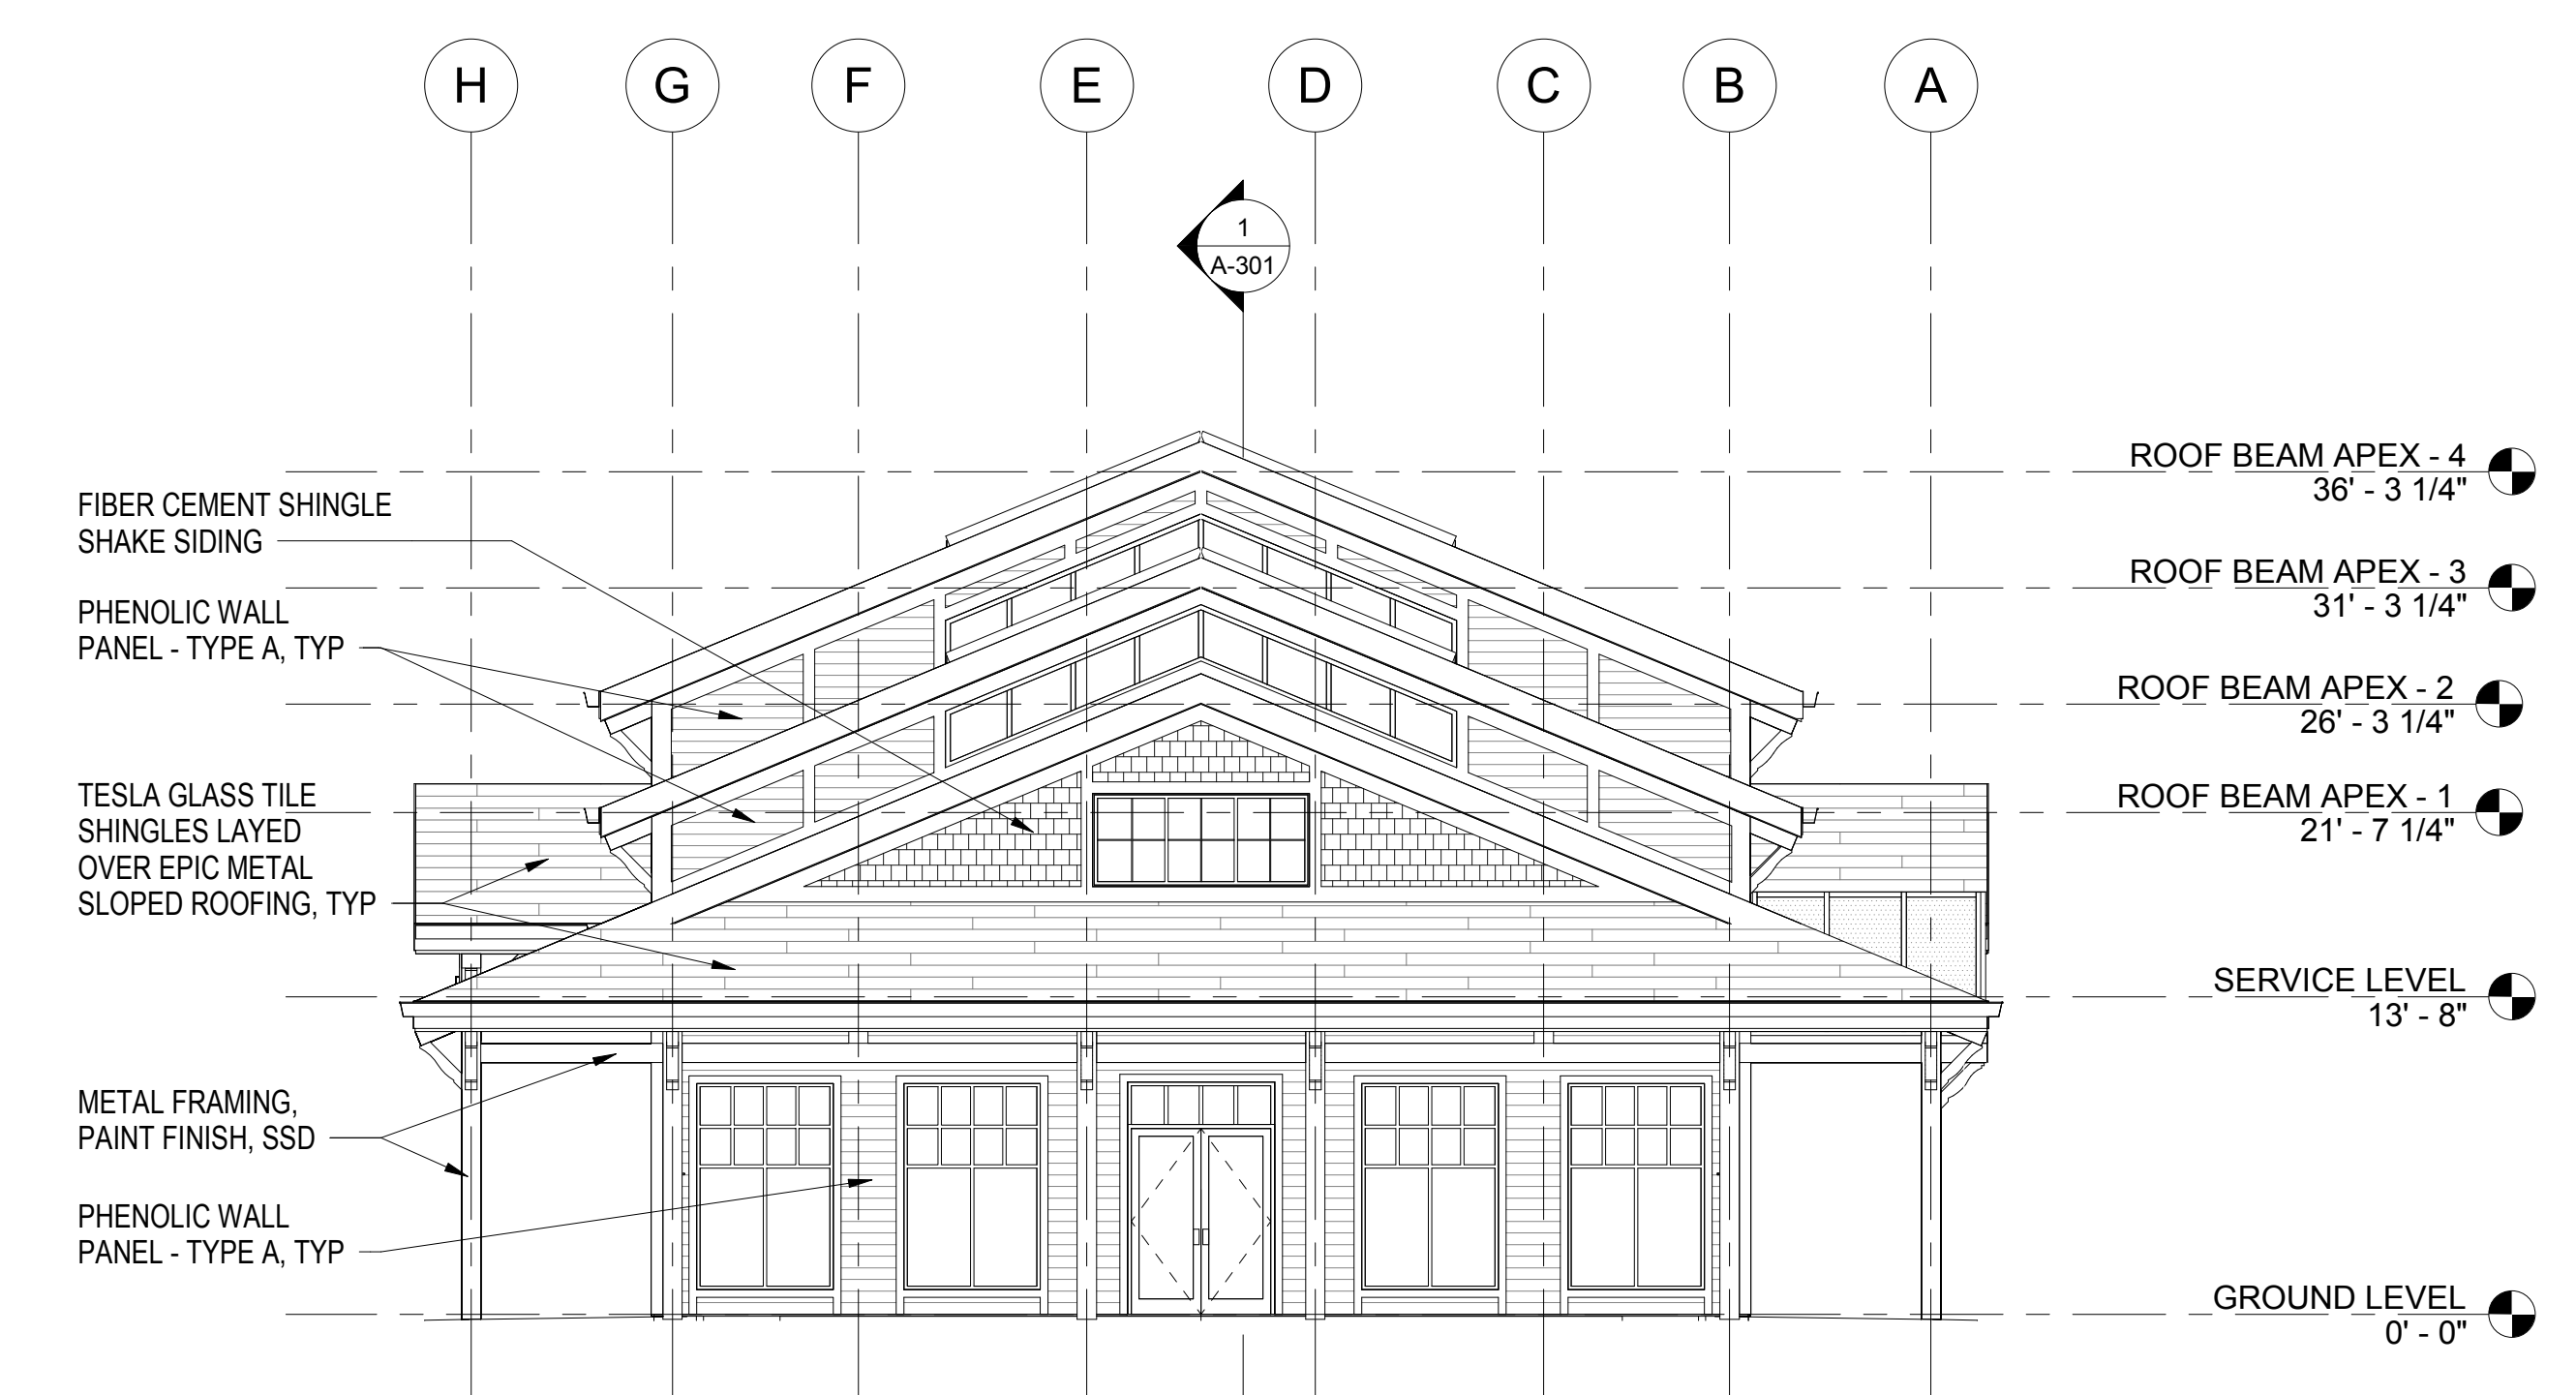 H G F E D C B A
1
A-301
ROOF BEAM APEX - 4
36' - 3 1/4"
FIBER CEMENT SHINGLE
SHAKE SIDING
ROOF BEAM APEX - 3
31' - 3 1/4"
PHENOLIC WALL
PANEL - TYPE A, TYP
ROOF BEAM APEX - 2
26' - 3 1/4"
TESLA GLASS TILE
SHINGLES LAYED
OVER EPIC METAL
SLOPED ROOFING, TYP
ROOF BEAM APEX - 1
21' - 7 1/4"
SERVICE LEVEL
13' - 8"
METAL FRAMING,
PAINT FINISH, SSD
PHENOLIC WALL
PANEL - TYPE A, TYP
GROUND LEVEL
0' - 0"